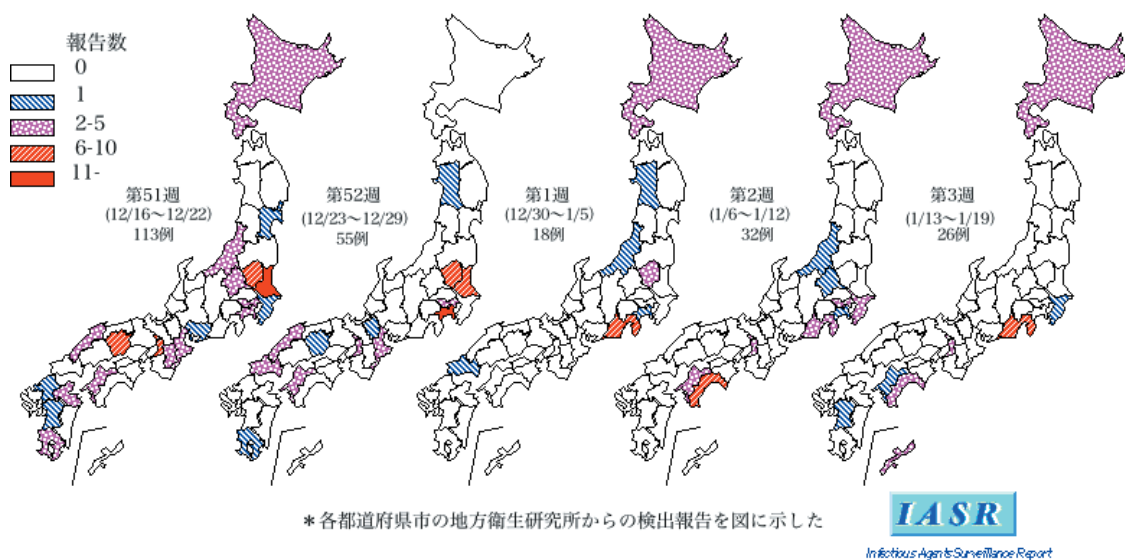 報告数
0
1
2-5
6-10
11-
第51週
(12/16～12/22)
113例
第52週
(12/23～12/29)
55例
第1週
(12/30～1/5)
18例
第2週
(1/6～1/12)
32例
第3週
(1/13～1/19)
26例
＊各都道府県市の地方衛生研究所からの検出報告を図に示した
IASR
Infectious Agents Surveillance Report